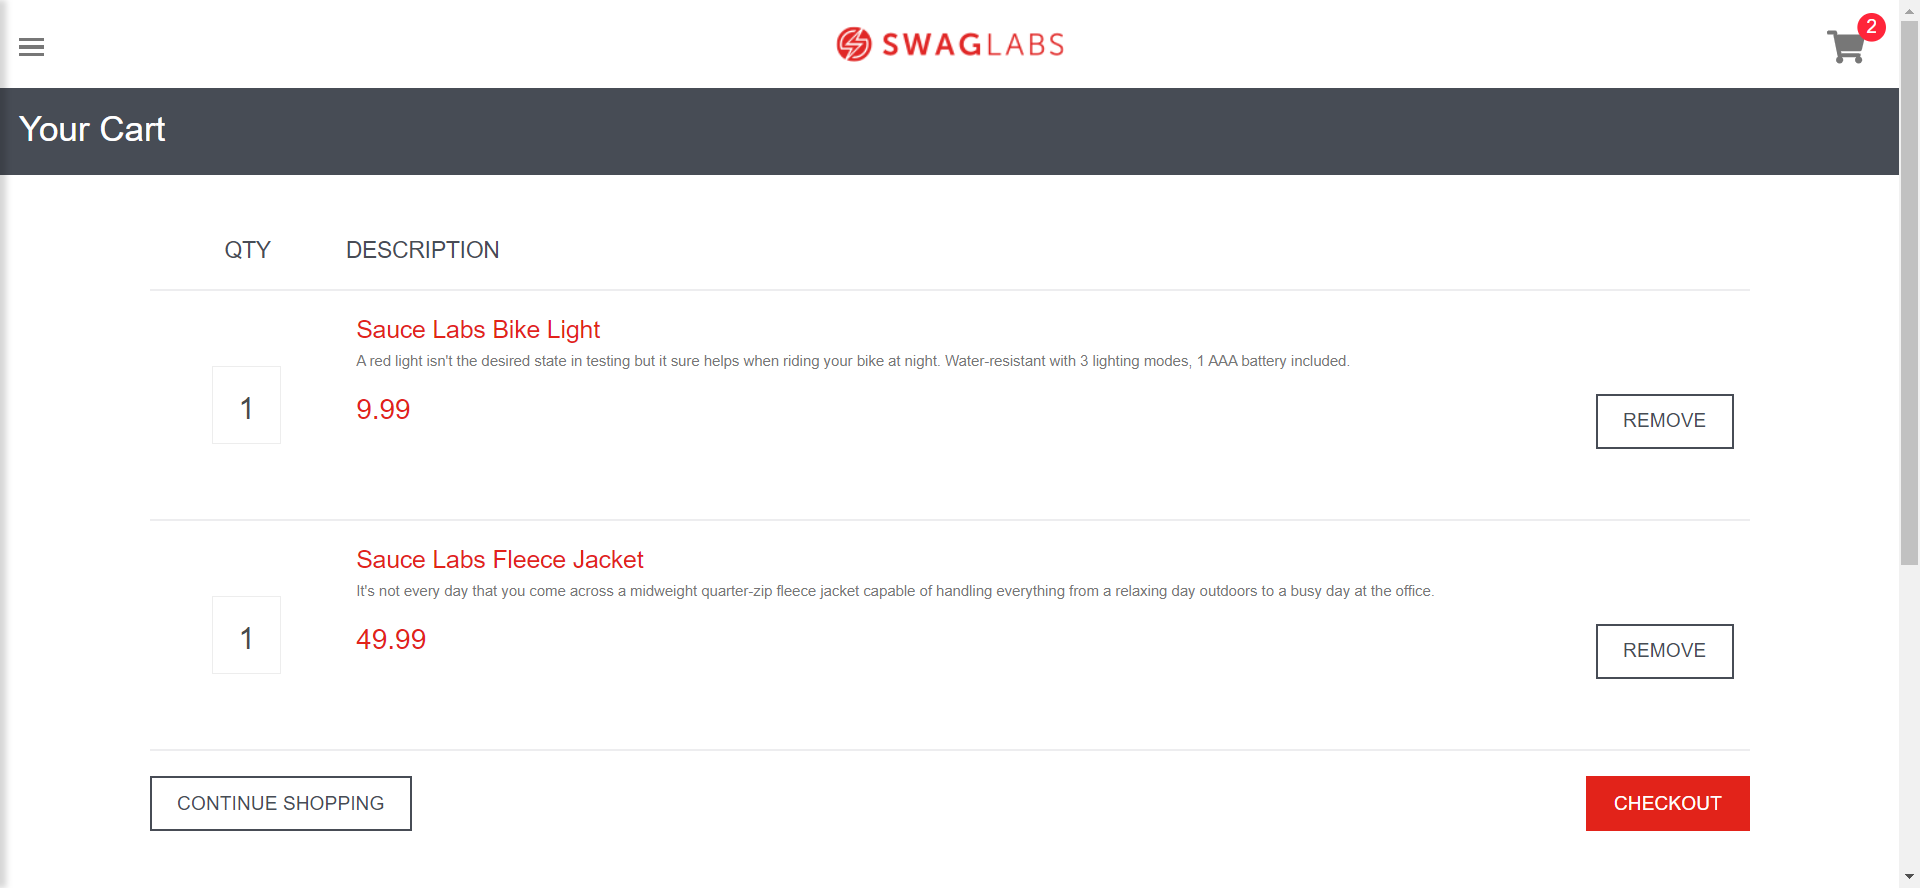 SWAGLABS
2
Your Cart
QTY DESCRIPTION
Sauce Labs Bike Light
A red light isn't the desired state in testing but it sure helps when riding your bike at night. Water-resistant with 3 lighting modes, 1 AAA battery included.
1
9.99
REMOVE
Sauce Labs Fleece Jacket
It's not every day that you come across a midweight quarter-zip fleece jacket capable of handling everything from a relaxing day outdoors to a busy day at the office.
1
49.99
REMOVE
CONTINUE SHOPPING
CHECKOUT